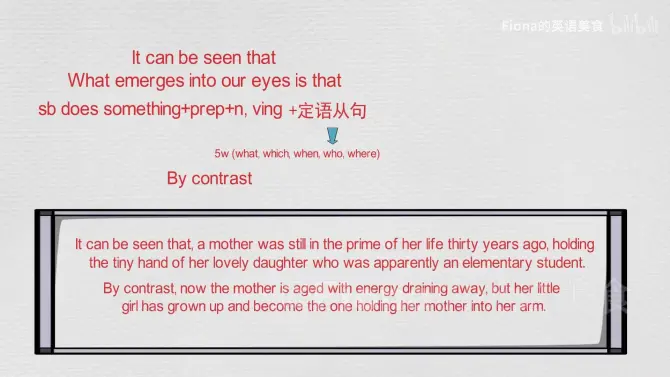 Fiona的英语美食 bilibili
It can be seen that
What emerges into our eyes is that
sb does something+prep+n, ving +定语从句
5w (what, which, when, who, where)
By contrast
It can be seen that, a mother was still in the prime of her life thirty years ago, holding
the tiny hand of her lovely daughter who was apparently an elementary student.
By contrast, now the mother is aged with energy draining away, but her little
girl has grown up and become the one holding her mother into her arm.
食